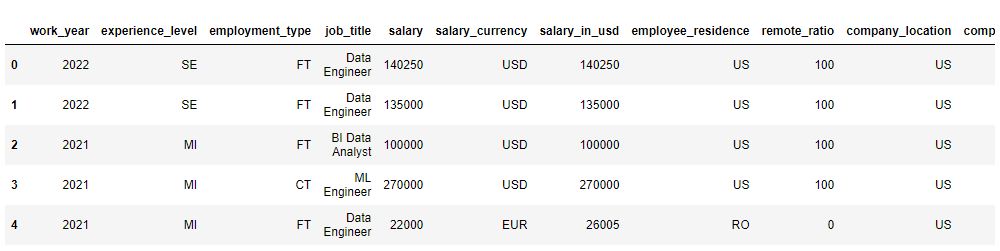 work_year experience_level employment_type job_title salary salary_currency salary_in_usd employee_residence remote_ratio company_location comp
0 2022 SE FT Data Engineer 140250 USD 140250 US 100 US
1 2022 SE FT Data Engineer 135000 USD 135000 US 100 US
2 2021 MI FT BI Data Analyst 100000 USD 100000 US 100 US
3 2021 MI CT ML Engineer 270000 USD 270000 US 100 US
4 2021 MI FT Data Engineer 22000 EUR 26005 RO 0 US